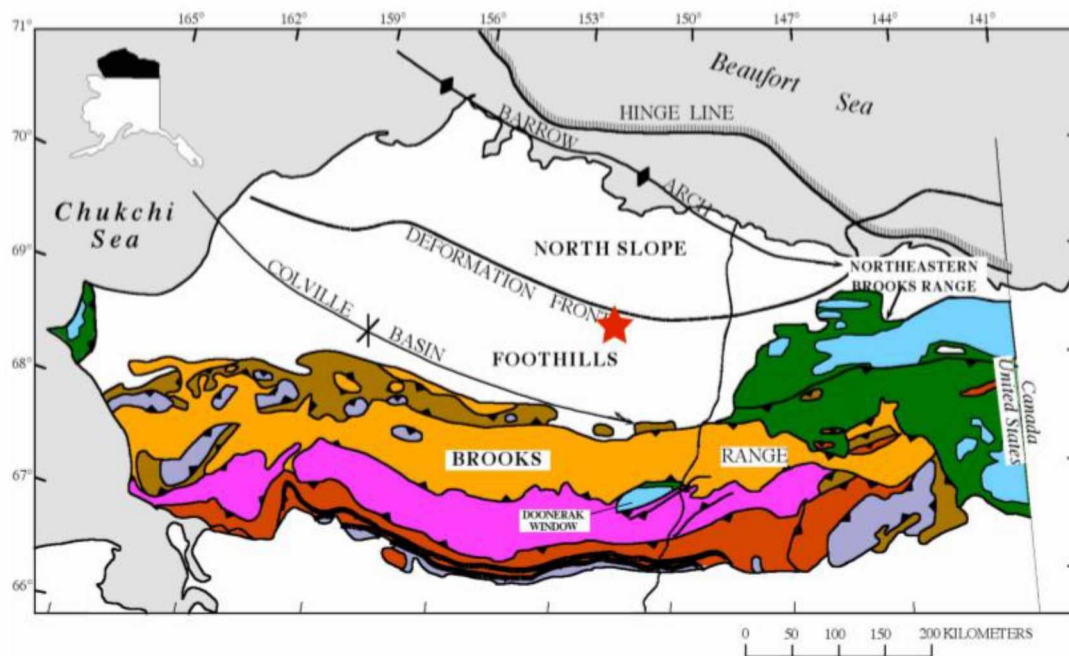 165° 162° 159° 156° 153° 150° 147° 144° 141°
71°
70°
69°
68°
67°
66°
Beaufort
Sea
HINGE LINE
BARROW
ARCH
Chukchi
Sea
NORTH SLOPE
DEFORMATION FRONT
NORTHEASTERN
BROOKS RANGE
COLVILLE
BASIN
FOOTHILLS
Canada
United States
BROOKS
RANGE
DOONERAK
WINDOW
0 50 100 150 200 KILOMETERS